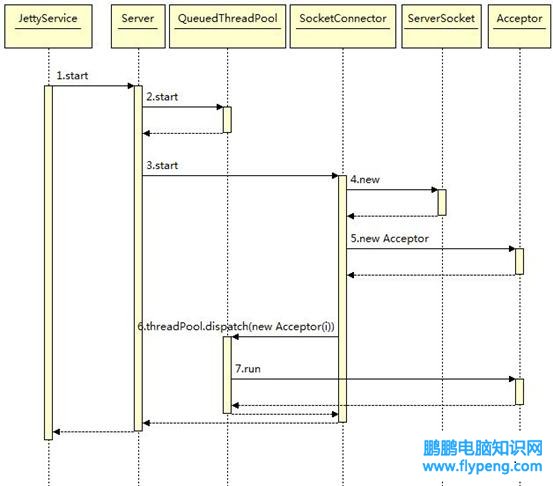 JettyService
Server
QueuedThreadPool
SocketConnector
ServerSocket
Acceptor
1.start
2.start
3.start
4.new
5.new Acceptor
6.threadPool.dispatch(new Acceptor(i))
7.run
鹏鹏电脑知识网
www.flypeng.com